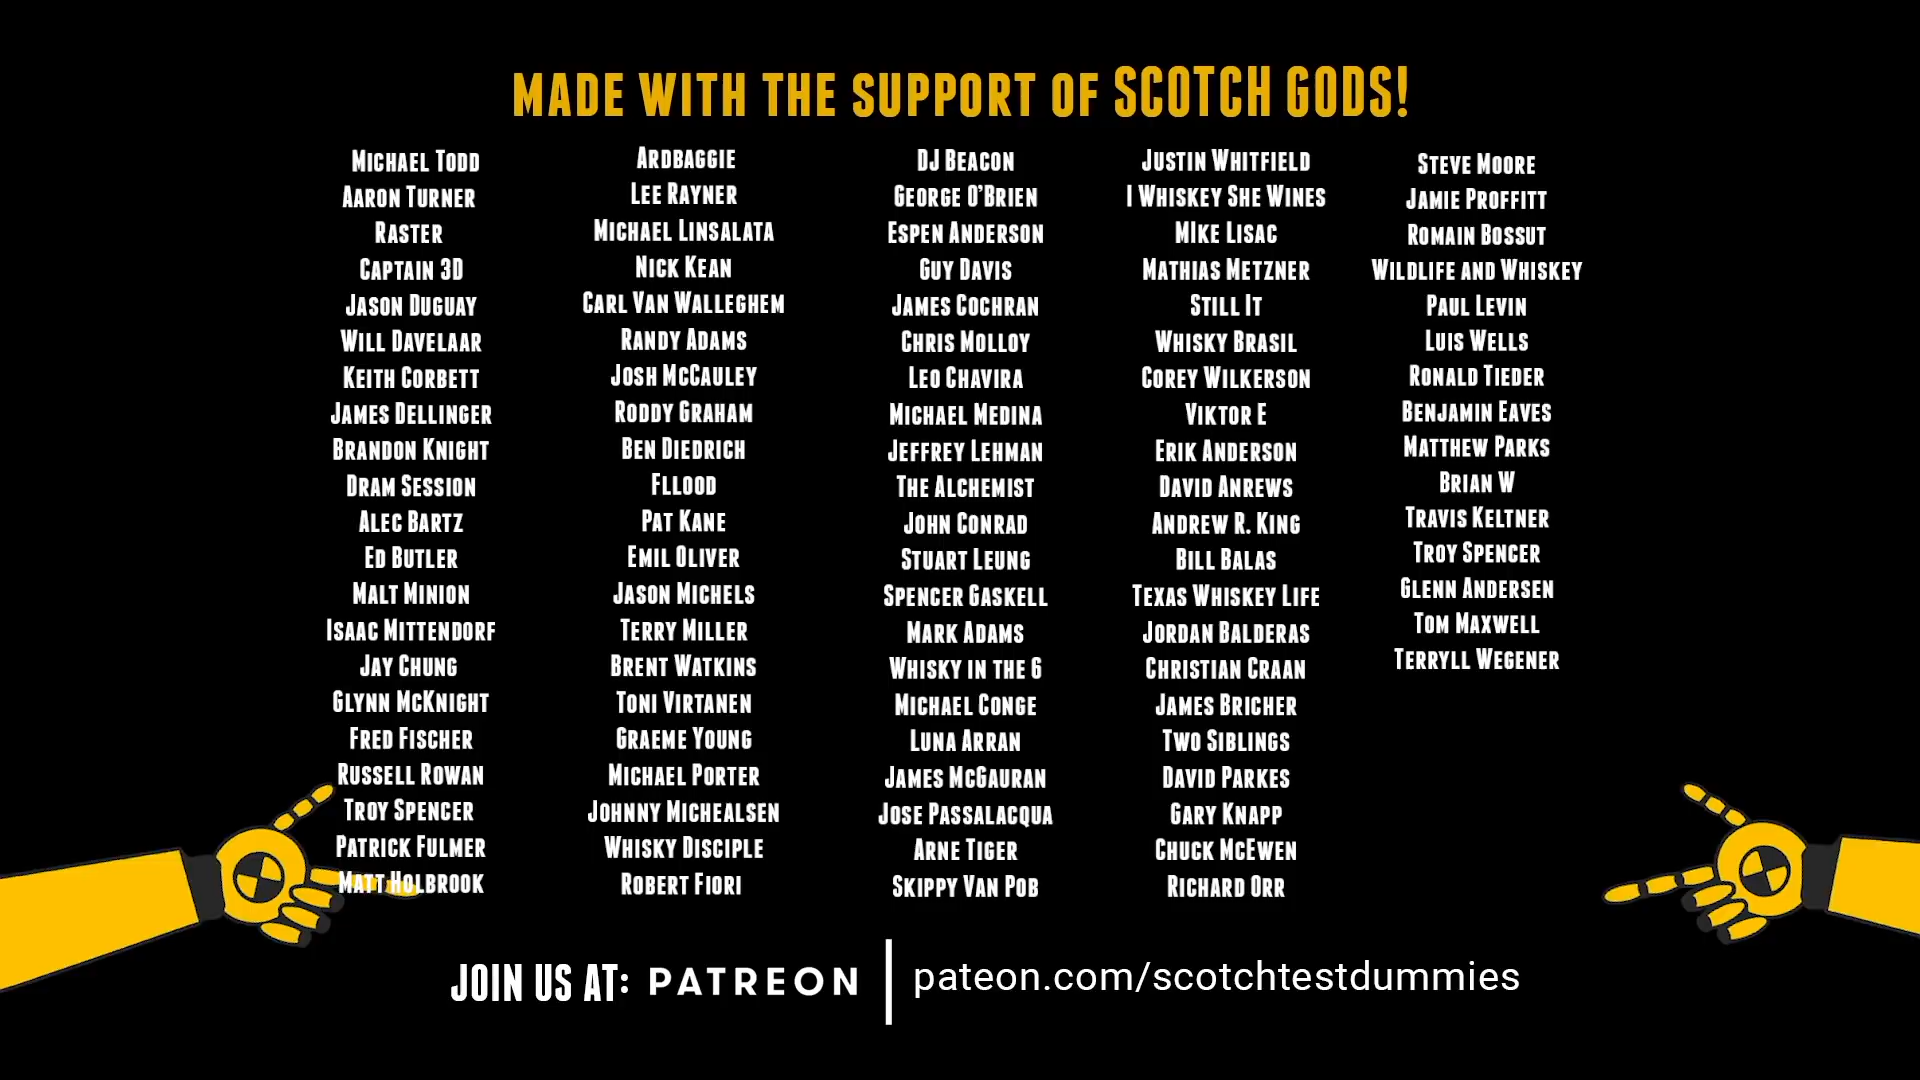 MADE WITH THE SUPPORT OF SCOTCH GODS!
Michael Todd
Aaron Turner
Raster
Captain 3D
Jason Duguay
Will Davelaar
Keith Corbett
James Dellinger
Brandon Knight
Dram Session
Alec Bartz
Ed Butler
Malt Minion
Isaac Mittendorf
Jay Chung
Glynn McKnight
Fred Fischer
Russell Rowan
Troy Spencer
Patrick Fulmer
Matt Holbrook
Ardbaggie
Lee Rayner
Michael Linsalata
Nick Kean
Carl Van Walleghem
Randy Adams
Josh McCauley
Roddy Graham
Ben Diedrich
Fllood
Pat Kane
Emil Oliver
Jason Michels
Terry Miller
Brent Watkins
Toni Virtanen
Graeme Young
Michael Porter
Johnny Michealsen
Whisky Disciple
Robert Fiori
DJ Beacon
George O'Brien
Espen Anderson
Guy Davis
James Cochran
Chris Molloy
Leo Chavira
Michael Medina
Jeffrey Lehman
The Alchemist
John Conrad
Stuart Leung
Spencer Gaskell
Mark Adams
Whisky in the 6
Michael Conge
Luna Arran
James McGauran
Jose Passalacqua
Arne Tiger
Skippy Van Pob
Justin Whitfield
I Whiskey She Wines
MIke Lisac
Mathias Metzner
Still It
Whisky Brasil
Corey Wilkerson
Viktor E
Erik Anderson
David Anrews
Andrew R. King
Bill Balas
Texas Whiskey Life
Jordan Balderas
Christian Craan
James Bricher
Two Siblings
David Parkes
Gary Knapp
Chuck McEwen
Richard Orr
Steve Moore
Jamie Proffitt
Romain Bossut
Wildlife and Whiskey
Paul Levin
Luis Wells
Ronald Tieder
Benjamin Eaves
Matthew Parks
Brian W
Travis Keltner
Troy Spencer
Glenn Andersen
Tom Maxwell
Terryll Wegener
JOIN US AT: PATREON | pateon.com/scotchtestdummies